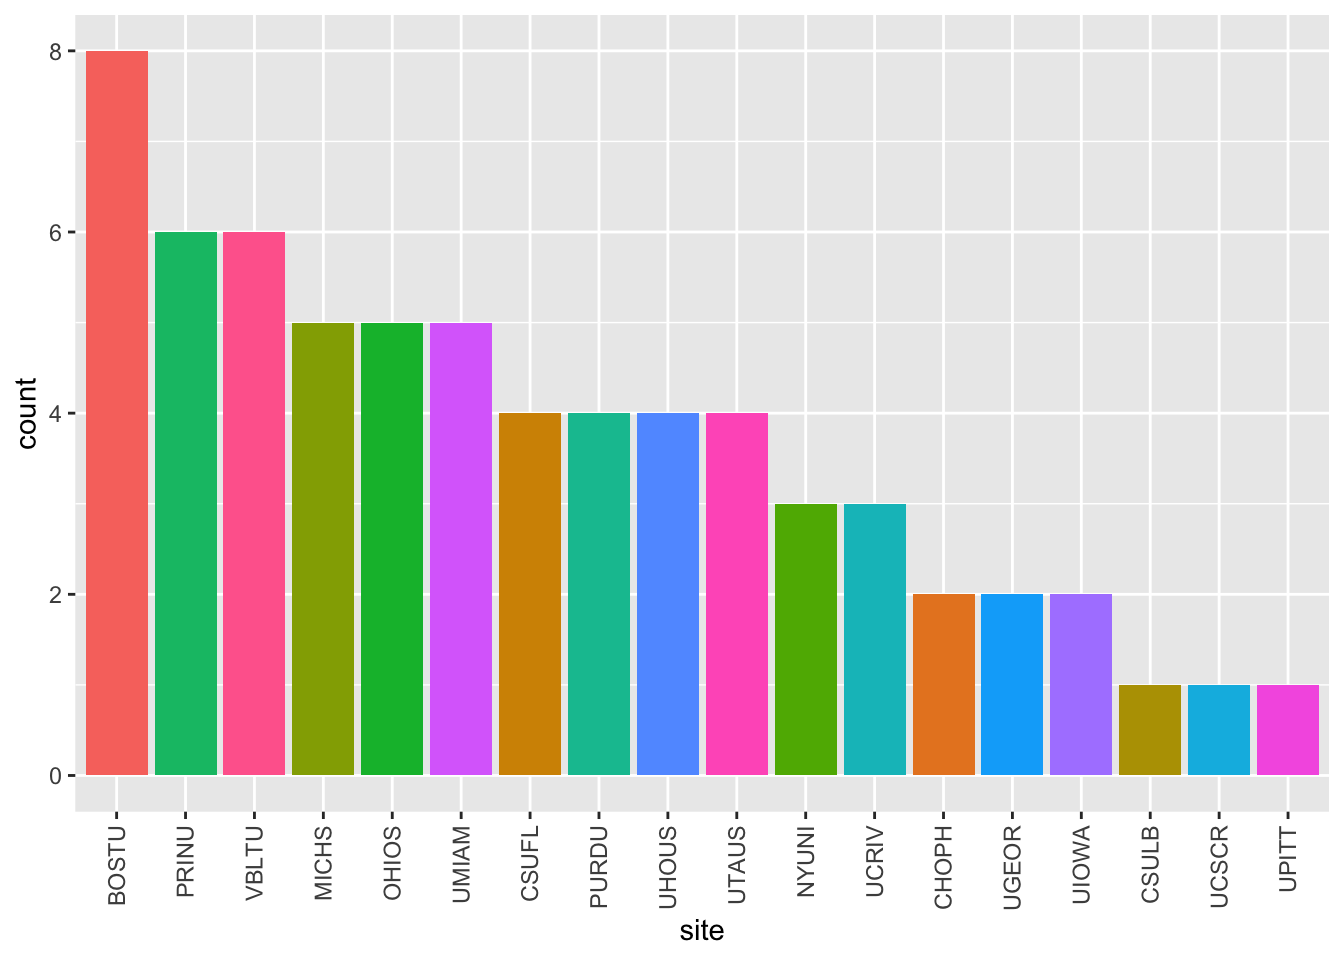 8
6
4
2
0
count
BOSTU
PRINU
VBLTU
MICHS
OHIOS
UMIAM
CSUFL
PURDU
UHOUS
UTAUS
NYUNI
UCRIV
CHOPH
UGEOR
UIOWA
CSULB
UCSCR
UPITT
site